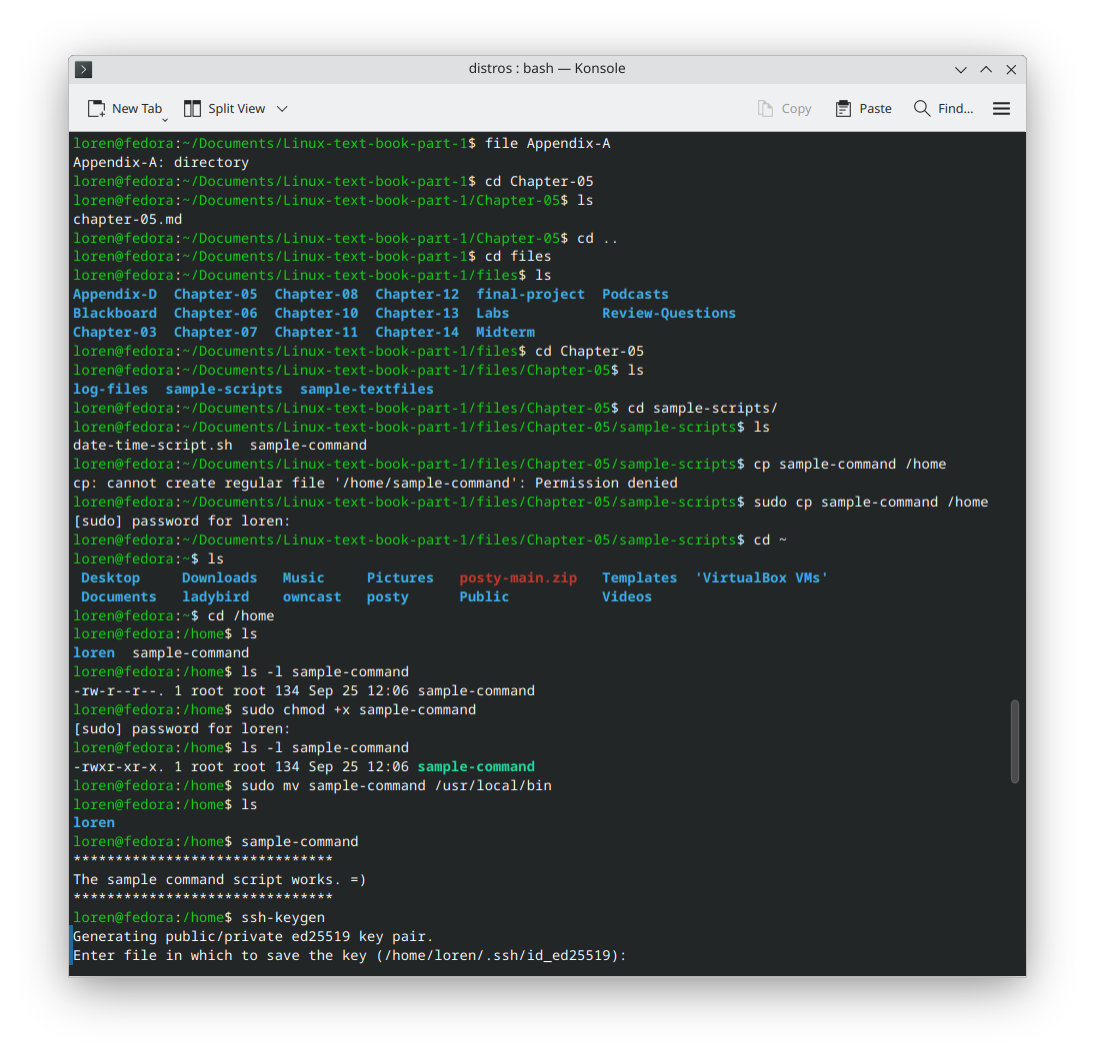 distros : bash — Konsole
New Tab Split View Copy Paste Find...
loren@fedora:~/Documents/Linux-text-book-part-1$ file Appendix-A
Appendix-A: directory
loren@fedora:~/Documents/Linux-text-book-part-1$ cd Chapter-05
loren@fedora:~/Documents/Linux-text-book-part-1/Chapter-05$ ls
chapter-05.md
loren@fedora:~/Documents/Linux-text-book-part-1/Chapter-05$ cd ..
loren@fedora:~/Documents/Linux-text-book-part-1$ cd files
loren@fedora:~/Documents/Linux-text-book-part-1/files$ ls
Appendix-D  Chapter-05  Chapter-08  Chapter-12  final-project  Podcasts
Blackboard  Chapter-06  Chapter-10  Chapter-13  Labs           Review-Questions
Chapter-03  Chapter-07  Chapter-11  Chapter-14  Midterm
loren@fedora:~/Documents/Linux-text-book-part-1/files$ cd Chapter-05
loren@fedora:~/Documents/Linux-text-book-part-1/files/Chapter-05$ ls
log-files  sample-scripts  sample-textfiles
loren@fedora:~/Documents/Linux-text-book-part-1/files/Chapter-05$ cd sample-scripts/
loren@fedora:~/Documents/Linux-text-book-part-1/files/Chapter-05/sample-scripts$ ls
date-time-script.sh  sample-command
loren@fedora:~/Documents/Linux-text-book-part-1/files/Chapter-05/sample-scripts$ cp sample-command /home
cp: cannot create regular file '/home/sample-command': Permission denied
loren@fedora:~/Documents/Linux-text-book-part-1/files/Chapter-05/sample-scripts$ sudo cp sample-command /home
[sudo] password for loren:
loren@fedora:~/Documents/Linux-text-book-part-1/files/Chapter-05/sample-scripts$ cd ~
loren@fedora:~$ ls
 Desktop     Downloads   Music     Pictures   posty-main.zip   Templates  'VirtualBox VMs'
 Documents   ladybird    owncast   posty      Public           Videos
loren@fedora:~$ cd /home
loren@fedora:/home$ ls
loren  sample-command
loren@fedora:/home$ ls -l sample-command
-rw-r--r--. 1 root root 134 Sep 25 12:06 sample-command
loren@fedora:/home$ sudo chmod +x sample-command
[sudo] password for loren:
loren@fedora:/home$ ls -l sample-command
-rwxr-xr-x. 1 root root 134 Sep 25 12:06 sample-command
loren@fedora:/home$ sudo mv sample-command /usr/local/bin
loren@fedora:/home$ ls
loren
loren@fedora:/home$ sample-command
*******************************
The sample command script works. =)
*******************************
loren@fedora:/home$ ssh-keygen
Generating public/private ed25519 key pair.
Enter file in which to save the key (/home/loren/.ssh/id_ed25519):